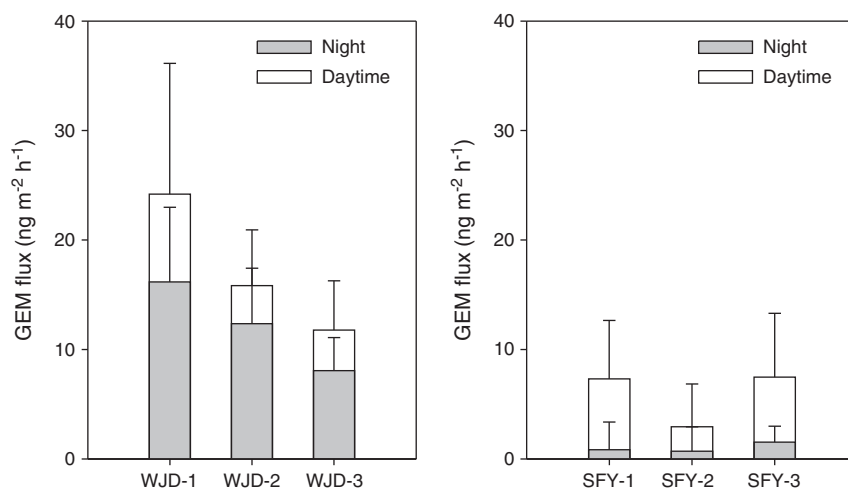 40
30
20
10
0
GEM flux (ng m-2 h-1)
Night
Daytime
WJD-1 WJD-2 WJD-3
40
30
20
10
0
GEM flux (ng m-2 h-1)
Night
Daytime
SFY-1 SFY-2 SFY-3